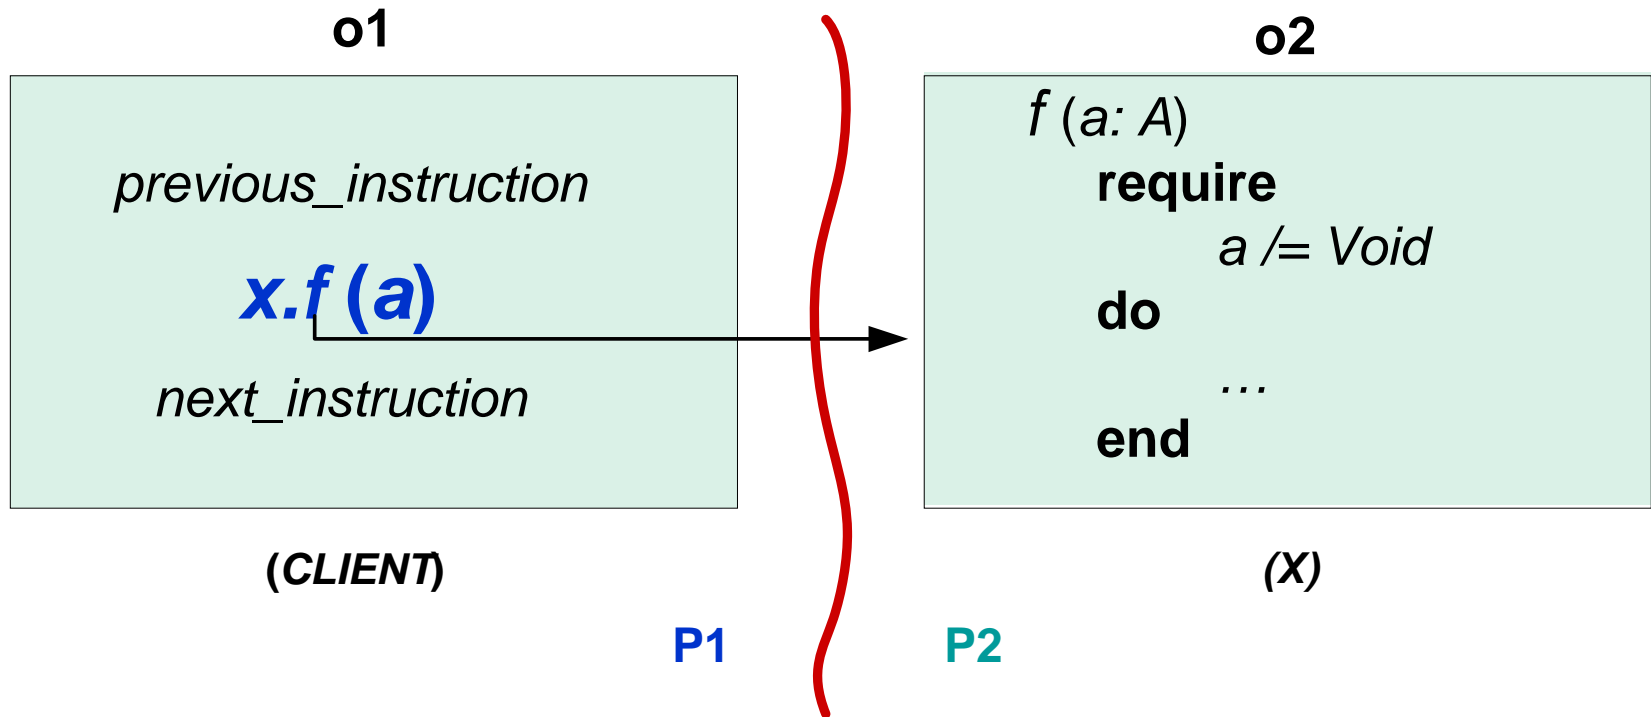 o1
previous_instruction
x.f (a)
next_instruction
(CLIENT)
P1
o2
f (a: A)
require
a /= Void
do
…
end
(X)
P2